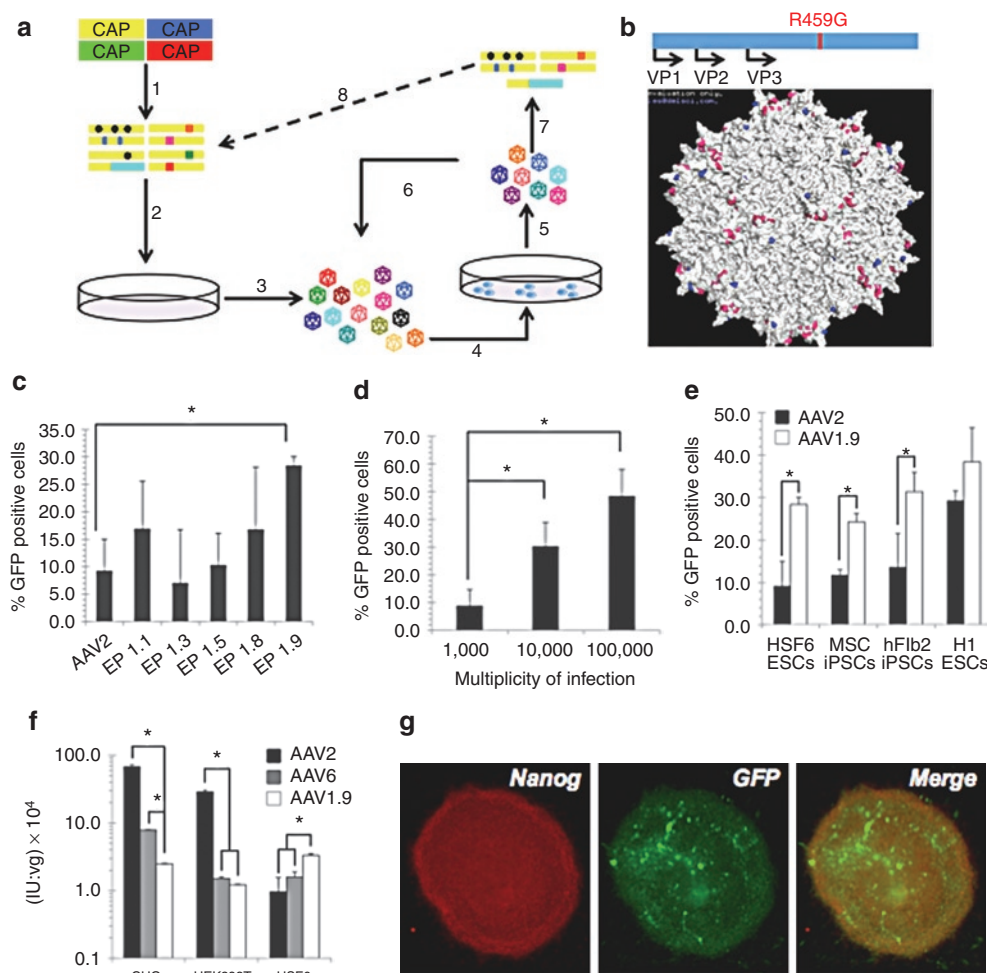 a
CAP CAP
CAP CAP
1
2
3
4
5
6
7
8
b
R459G
VP1 VP2 VP3
c
% GFP positive cells
35.0
30.0
25.0
20.0
15.0
10.0
5.0
0.0
*
AAV2 EP 1.1 EP 1.3 EP 1.5 EP 1.8 EP 1.9
d
% GFP positive cells
70.0
60.0
50.0
40.0
30.0
20.0
10.0
0.0
*
*
1,000 10,000 100,000
Multiplicity of infection
e
% GFP positive cells
50.0
40.0
30.0
20.0
10.0
0.0
AAV2
AAV1.9
* * *
HSF6 ESCs
MSC iPSCs
hFIb2 iPSCs
H1 ESCs
f
(IU:vg) × 10⁴
100.0
10.0
1.0
0.1
* * * *
AAV2
AAV6
AAV1.9
g
Nanog
GFP
Merge